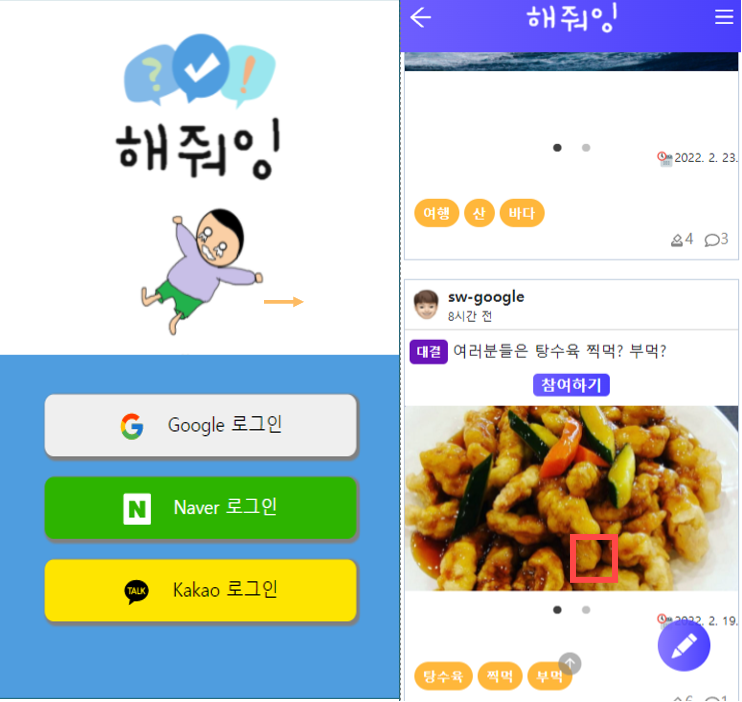 ?
!
해줘잉
Google 로그인
N
Naver 로그인
TALK
Kakao 로그인
해줘잉
2022. 2. 23.
여행
산
바다
4
3
sw-google
8시간 전
대결 여러분들은 탕수육 찍먹? 부먹?
참여하기
2022. 2. 19.
탕수육
찍먹
부먹
6
1